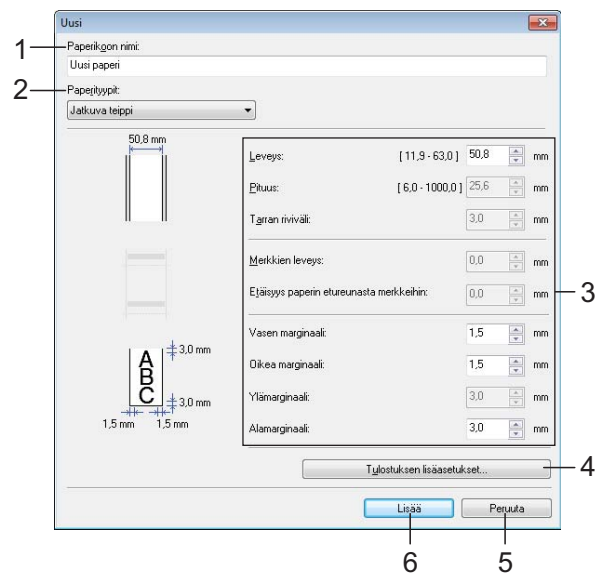 Uusi
1
Paperikoon nimi:
Uusi paperi
2
Paperityypit:
Jatkuva teippi
50,8 mm
Leveys: [ 11,9 - 63,0 ] 50,8 mm
Pituus: [ 6,0 - 1000,0 ] 25,6 mm
Tarran riviväli: 3,0 mm
Merkkien leveys: 0,0 mm
Etäisyys paperin etureunasta merkkeihin: 0,0 mm
3
Vasen marginaali: 1,5 mm
Oikea marginaali: 1,5 mm
Ylämarginaali: 3,0 mm
Alamarginaali: 3,0 mm
A
B
C
3,0 mm
3,0 mm
1,5 mm 1,5 mm
Tulostuksen lisäasetukset...
4
Lisää Peruuta
6 5